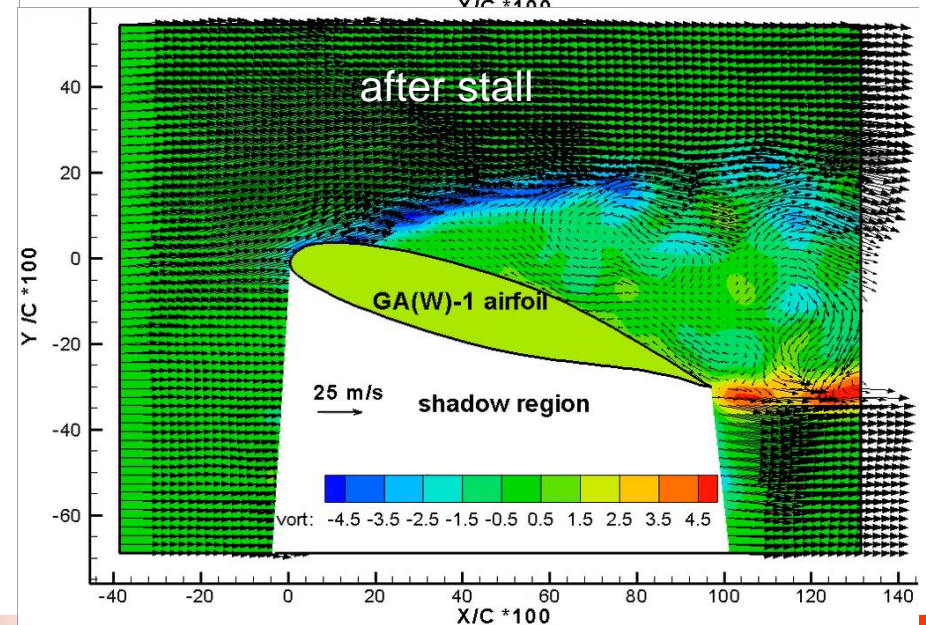 X/C *100
after stall
40
20
0
-20
-40
-60
Y /C *100
GA(W)-1 airfoil
25 m/s
shadow region
vort: -4.5 -3.5 -2.5 -1.5 -0.5 0.5 1.5 2.5 3.5 4.5
-40 -20 0 20 40 60 80 100 120 140
X/C *100